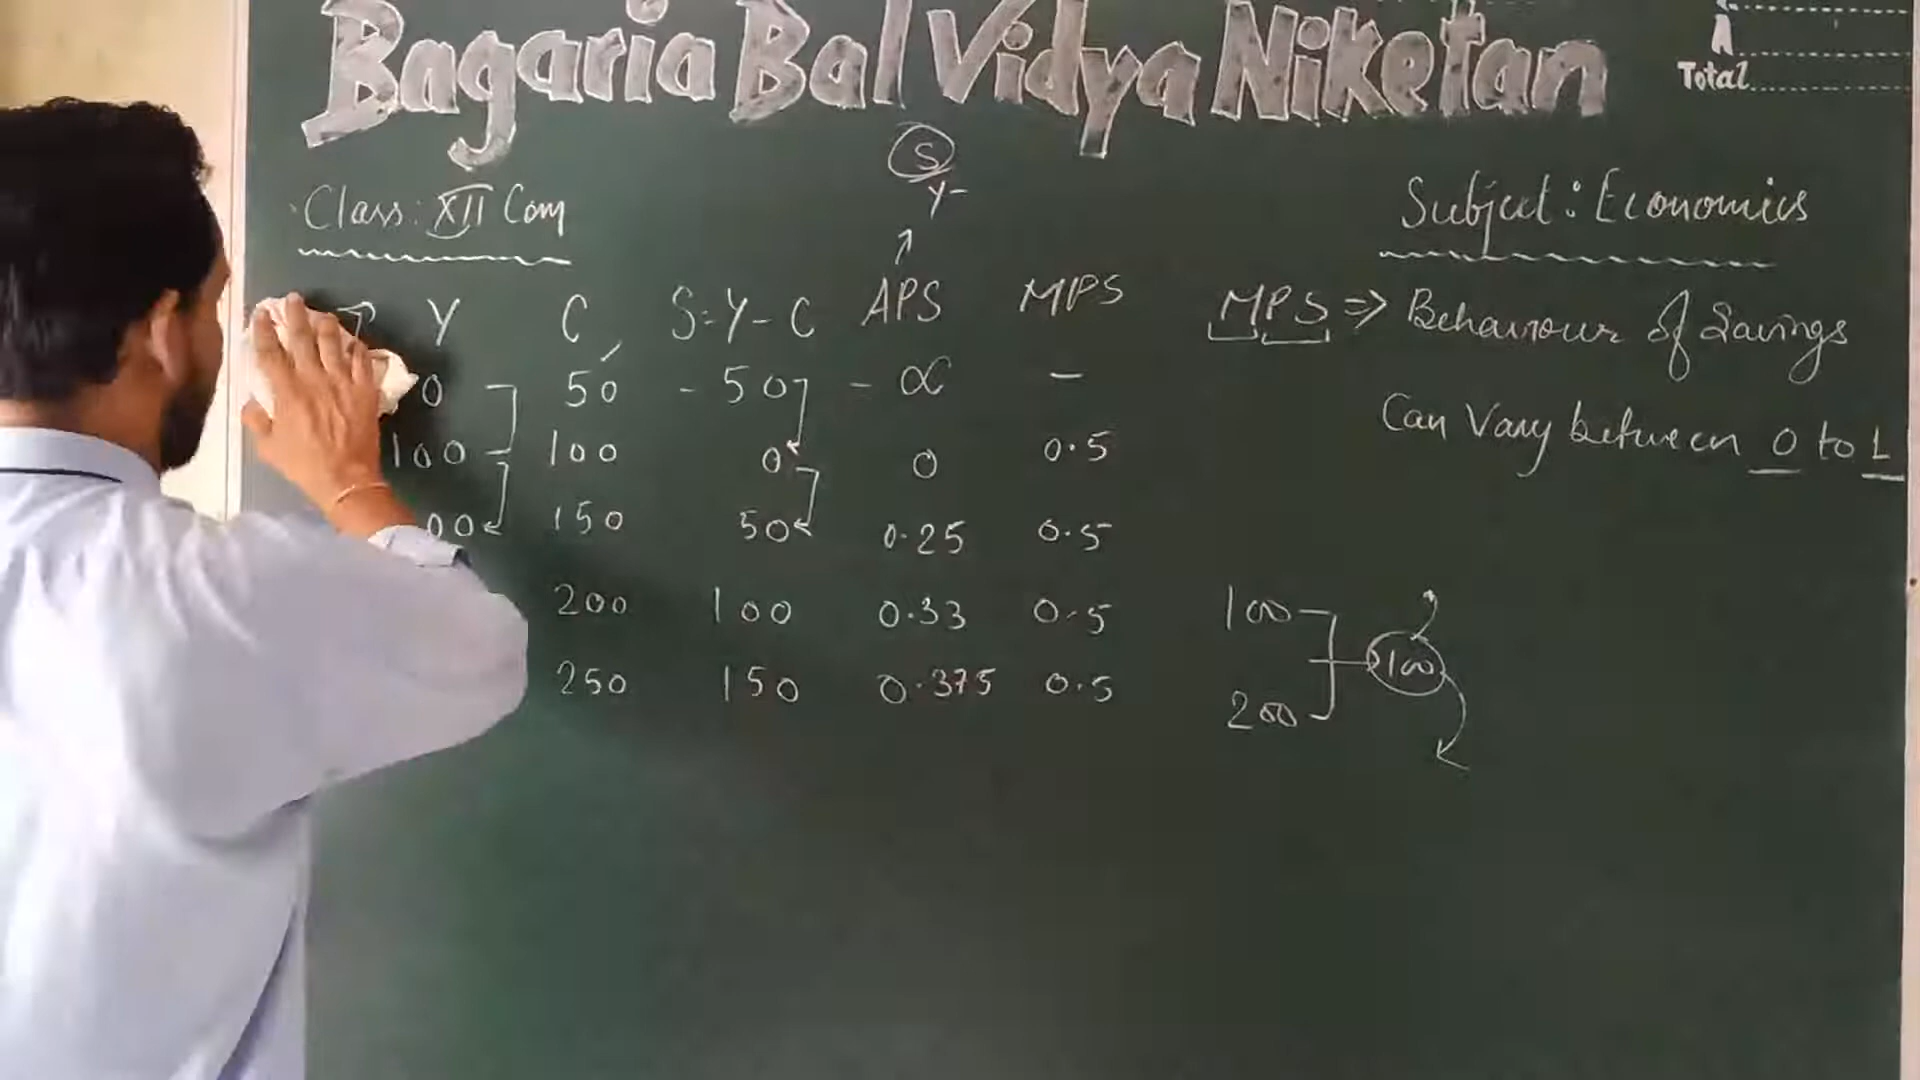 Bagaria Bal Vidya Niketan
A
Total
S
Y-
Class: XII Com
Subject: Economics
Y C S=Y-C APS MPS
0 50 -50 -∝ -
100 100 0 0 0.5
00 150 50 0.25 0.5
200 100 0.33 0.5
250 150 0.375 0.5
MPS => Behaviour of Savings
Can Vary between 0 to 1
100
100
200